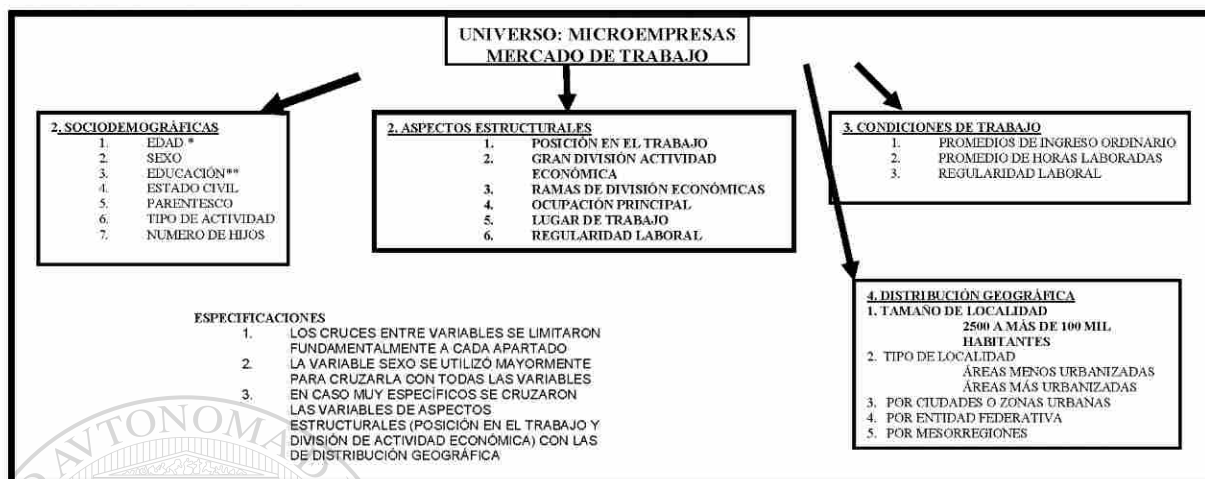 UNIVERSO: MICROEMPRESAS
MERCADO DE TRABAJO
2. SOCIODEMOGRÁFICAS
1. EDAD *
2. SEXO
3. EDUCACIÓN**
4. ESTADO CIVIL
5. PARENTESCO
6. TIPO DE ACTIVIDAD
7. NUMERO DE HIJOS
2. ASPECTOS ESTRUCTURALES
1. POSICIÓN EN EL TRABAJO
2. GRAN DIVISIÓN ACTIVIDAD
ECONÓMICA
3. RAMAS DE DIVISIÓN ECONÓMICAS
4. OCUPACIÓN PRINCIPAL
5. LUGAR DE TRABAJO
6. REGULARIDAD LABORAL
3. CONDICIONES DE TRABAJO
1. PROMEDIOS DE INGRESO ORDINARIO
2. PROMEDIO DE HORAS LABORADAS
3. REGULARIDAD LABORAL
4. DISTRIBUCIÓN GEOGRÁFICA
1. TAMAÑO DE LOCALIDAD
2500 A MÁS DE 100 MIL
HABITANTES
2. TIPO DE LOCALIDAD
ÁREAS MENOS URBANIZADAS
ÁREAS MÁS URBANIZADAS
3. POR CIUDADES O ZONAS URBANAS
4. POR ENTIDAD FEDERATIVA
5. POR MESORREGIONES
ESPECIFICACIONES
1. LOS CRUCES ENTRE VARIABLES SE LIMITARON
FUNDAMENTALMENTE A CADA APARTADO
2. LA VARIABLE SEXO SE UTILIZÓ MAYORMENTE
PARA CRUZARLA CON TODAS LAS VARIABLES
3. EN CASO MUY ESPECÍFICOS SE CRUZARON
LAS VARIABLES DE ASPECTOS
ESTRUCTURALES (POSICIÓN EN EL TRABAJO Y
DIVISIÓN DE ACTIVIDAD ECONÓMICA) CON LAS
DE DISTRIBUCIÓN GEOGRÁFICA
AVTONOMA